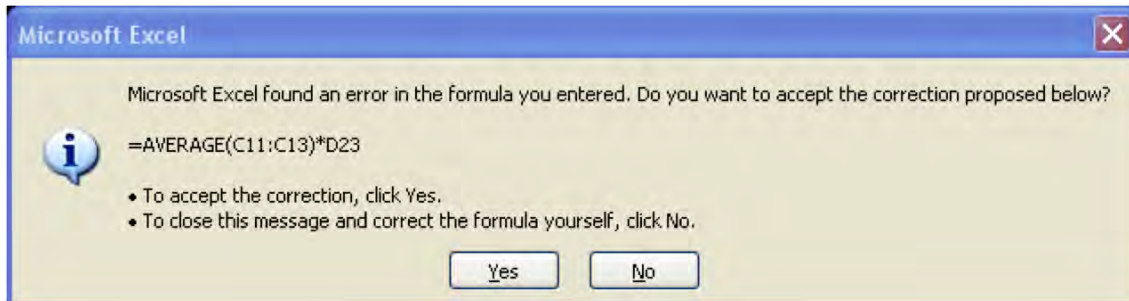 Microsoft Excel
Microsoft Excel found an error in the formula you entered. Do you want to accept the correction proposed below?
=AVERAGE(C11:C13)*D23
• To accept the correction, click Yes.
• To close this message and correct the formula yourself, click No.
Yes No